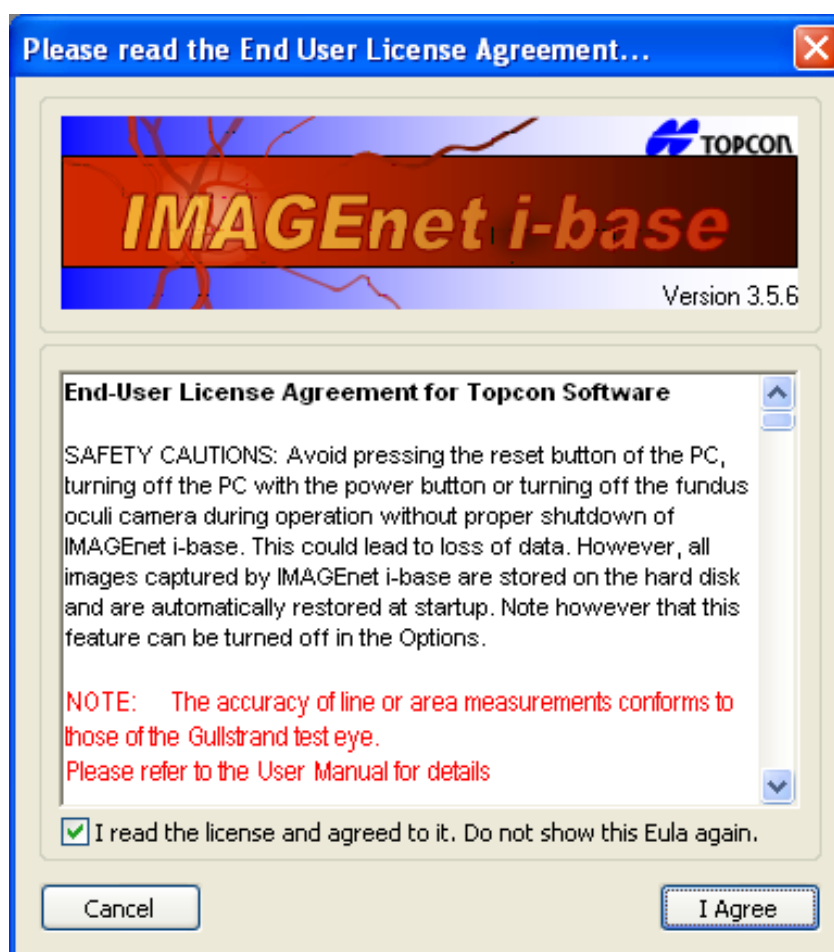 Please read the End User License Agreement...
TOPCON
IMAGEnet i-base
Version 3.5.6
End-User License Agreement for Topcon Software
SAFETY CAUTIONS: Avoid pressing the reset button of the PC,
turning off the PC with the power button or turning off the fundus
oculi camera during operation without proper shutdown of
IMAGEnet i-base. This could lead to loss of data. However, all
images captured by IMAGEnet i-base are stored on the hard disk
and are automatically restored at startup. Note however that this
feature can be turned off in the Options.
NOTE: The accuracy of line or area measurements conforms to
those of the Gullstrand test eye.
Please refer to the User Manual for details
I read the license and agreed to it. Do not show this Eula again.
Cancel
I Agree